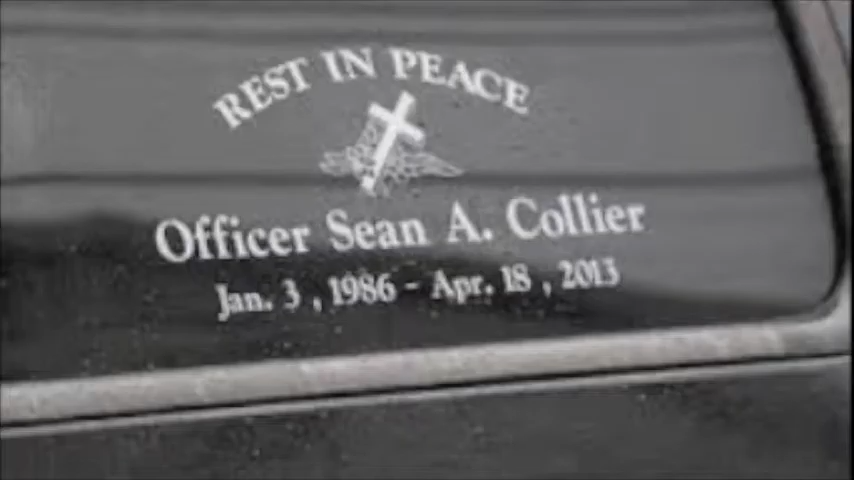 REST IN PEACE
Officer Sean A. Collier
Jan. 3 , 1986 - Apr. 18 , 2013